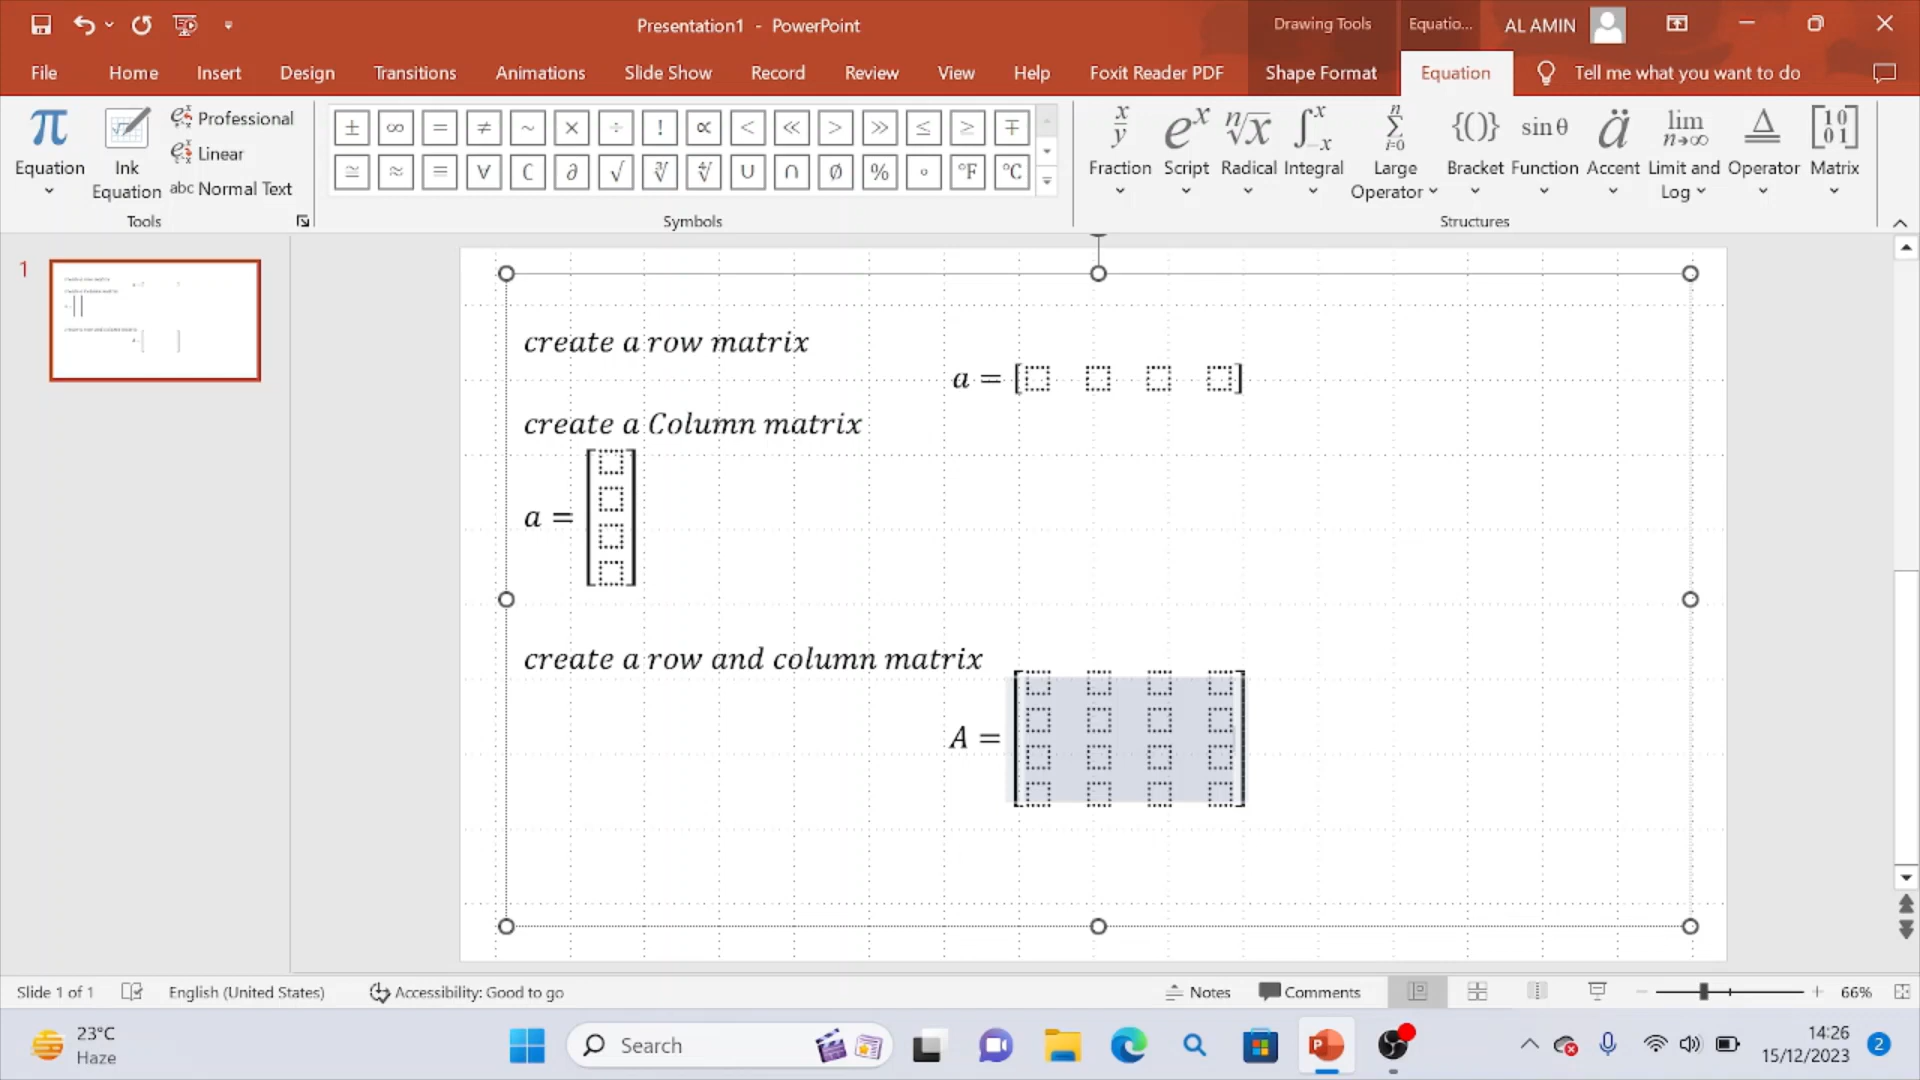 Presentation1 - PowerPoint
Drawing Tools
Equatio...
AL AMIN
File
Home
Insert
Design
Transitions
Animations
Slide Show
Record
Review
View
Help
Foxit Reader PDF
Shape Format
Equation
Tell me what you want to do
Equation
Ink Equation
Professional
Linear
abc Normal Text
Tools
± ∞ = ≠ ~ × ÷ ! ∝ < ≪ > ≫ ≤ ≥ ∓
≅ ≈ ≡ ∀ ∁ ∂ √ ∛ ∜ ∪ ∩ ∅ % ° °F °C
Symbols
Fraction
Script
Radical
Integral
Large Operator
Bracket
Function
Accent
Limit and Log
Operator
Matrix
Structures
1
create a row matrix
a = [ ]
create a Column matrix
a = [ ]
create a row and column matrix
A = [ ]
Slide 1 of 1
English (United States)
Accessibility: Good to go
Notes
Comments
66%
23°C
Haze
Search
14:26
15/12/2023
2